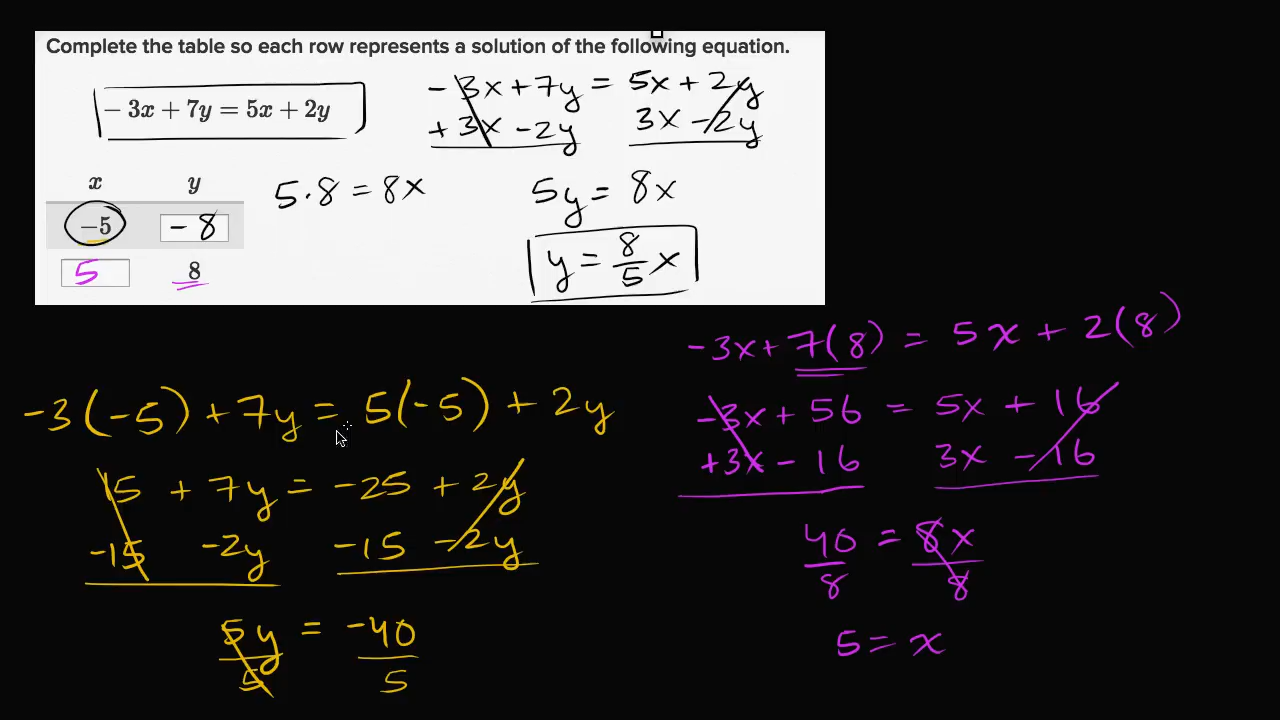 Complete the table so each row represents a solution of the following equation.
− 3x + 7y = 5x + 2y
- 3x + 7y = 5x + 2y
+ 3x - 2y 3x - 2y
5y = 8x
y = 8/5 x
x y
−5 - 8
5 8
5 · 8 = 8x
-3(-5) + 7y = 5(-5) + 2y
15 + 7y = -25 + 2y
-15 -2y -15 -2y
5y = -40
5 5
-3x + 7(8) = 5x + 2(8)
-3x + 56 = 5x + 16
+3x - 16 3x - 16
40 = 8x
8 8
5 = x